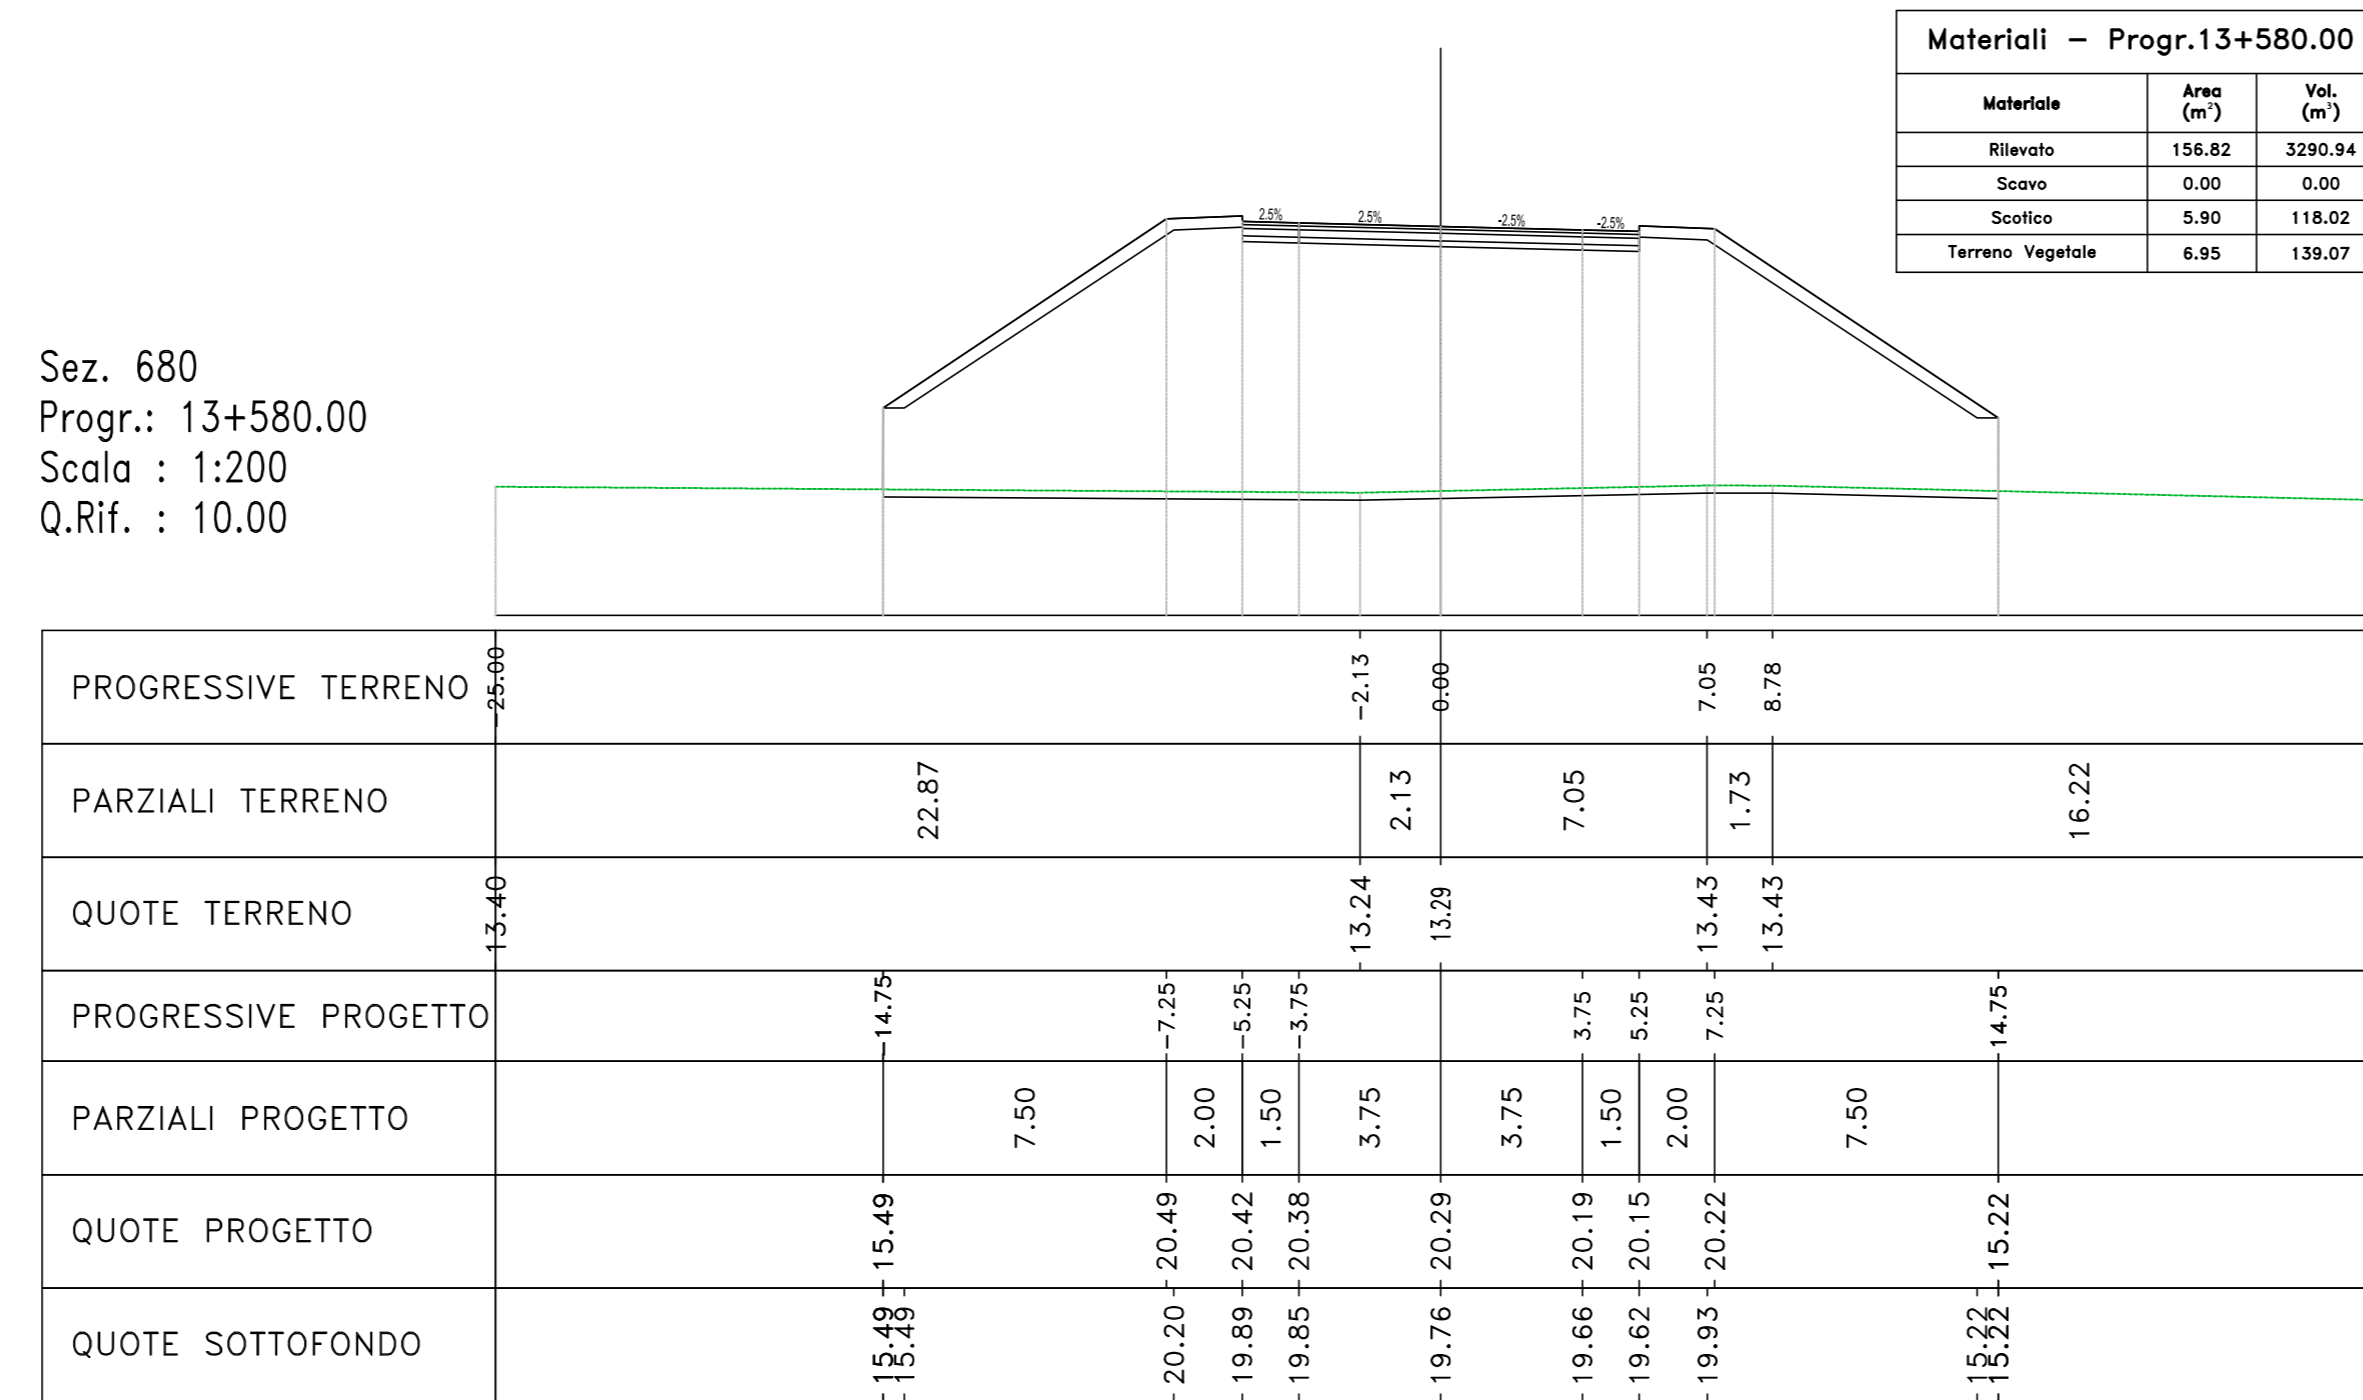 Materiali – Progr.13+580.00
Materiale Area (m²) Vol. (m³)
Rilevato 156.82 3290.94
Scavo 0.00 0.00
Scotico 5.90 118.02
Terreno Vegetale 6.95 139.07
2.5% 2.5% -2.5% -2.5%
Sez. 680
Progr.: 13+580.00
Scala : 1:200
Q.Rif. : 10.00
PROGRESSIVE TERRENO -25.00 -2.13 0.00 7.05 8.78
PARZIALI TERRENO 22.87 2.13 7.05 1.73 16.22
QUOTE TERRENO 13.40 13.24 13.29 13.43 13.43
PROGRESSIVE PROGETTO -14.75 -7.25 -5.25 -3.75 3.75 5.25 7.25 14.75
PARZIALI PROGETTO 7.50 2.00 1.50 3.75 3.75 1.50 2.00 7.50
QUOTE PROGETTO 15.49 20.49 20.42 20.38 20.29 20.19 20.15 20.22 15.22
QUOTE SOTTOFONDO 15.49 15.49 20.20 19.89 19.85 19.76 19.66 19.62 19.93 15.22 15.22